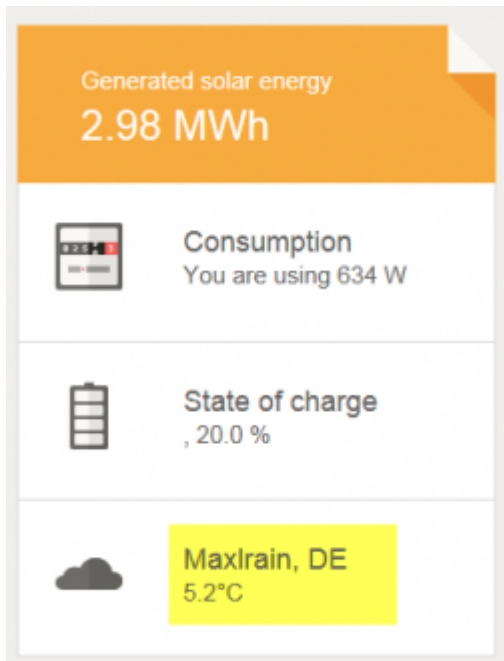 Generated solar energy
2.98 MWh
Consumption
You are using 634 W
State of charge
, 20.0 %
Maxlrain, DE
5.2°C